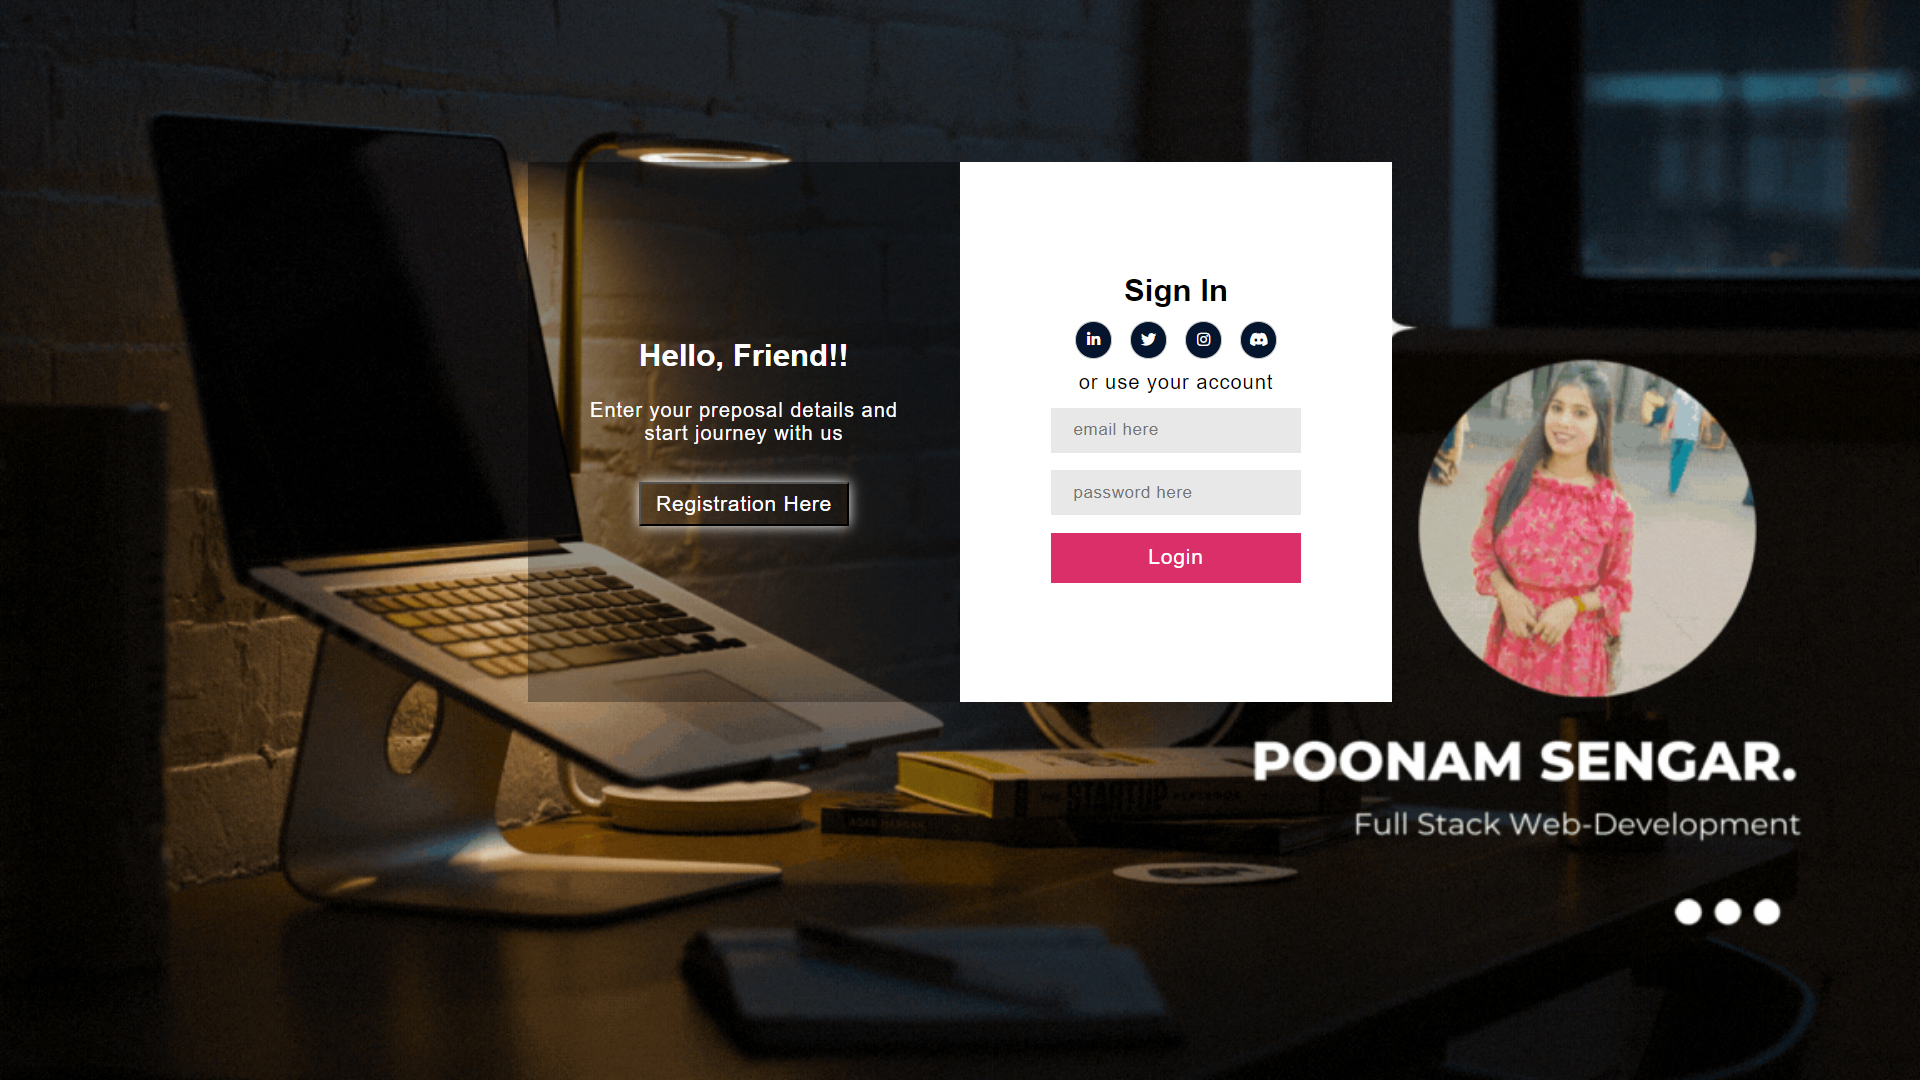 Hello, Friend!!
Enter your preposal details and
start journey with us
Registration Here
Sign In
in
or use your account
email here
password here
Login
STARTUP
POONAM SENGAR.
Full Stack Web-Development